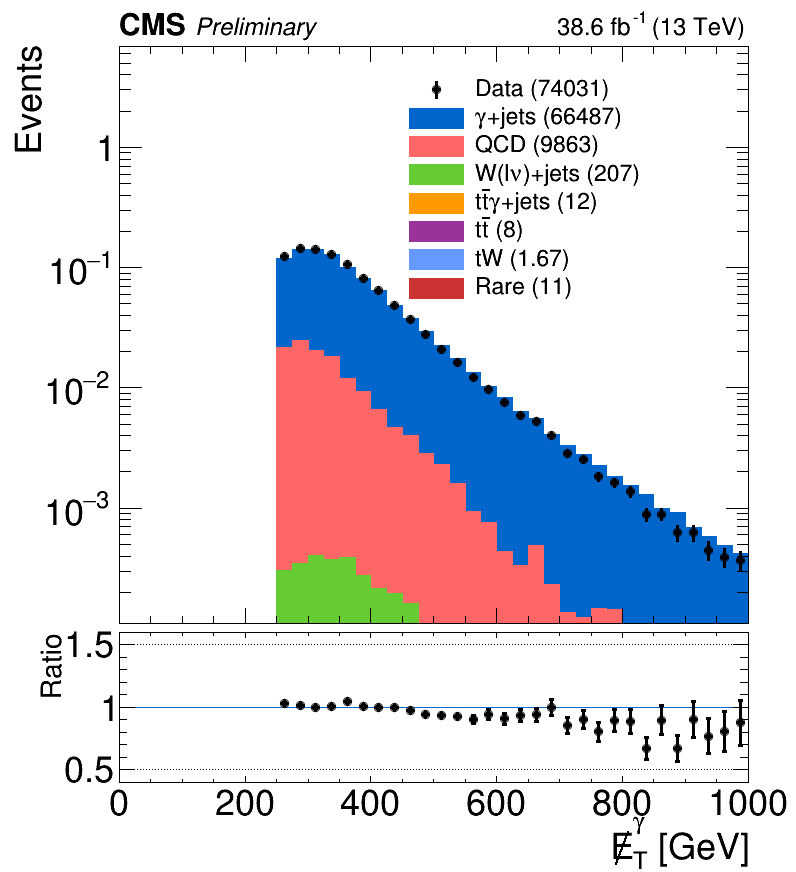 CMS Preliminary 38.6 fb⁻¹ (13 TeV)
Events
Data (74031)
γ+jets (66487)
QCD (9863)
W(lν)+jets (207)
tt̄γ+jets (12)
tt̄ (8)
tW (1.67)
Rare (11)
1
10⁻¹
10⁻²
10⁻³
Ratio
1.5
1
0.5
0 200 400 600 800 1000
E̸ᵀ^γ [GeV]